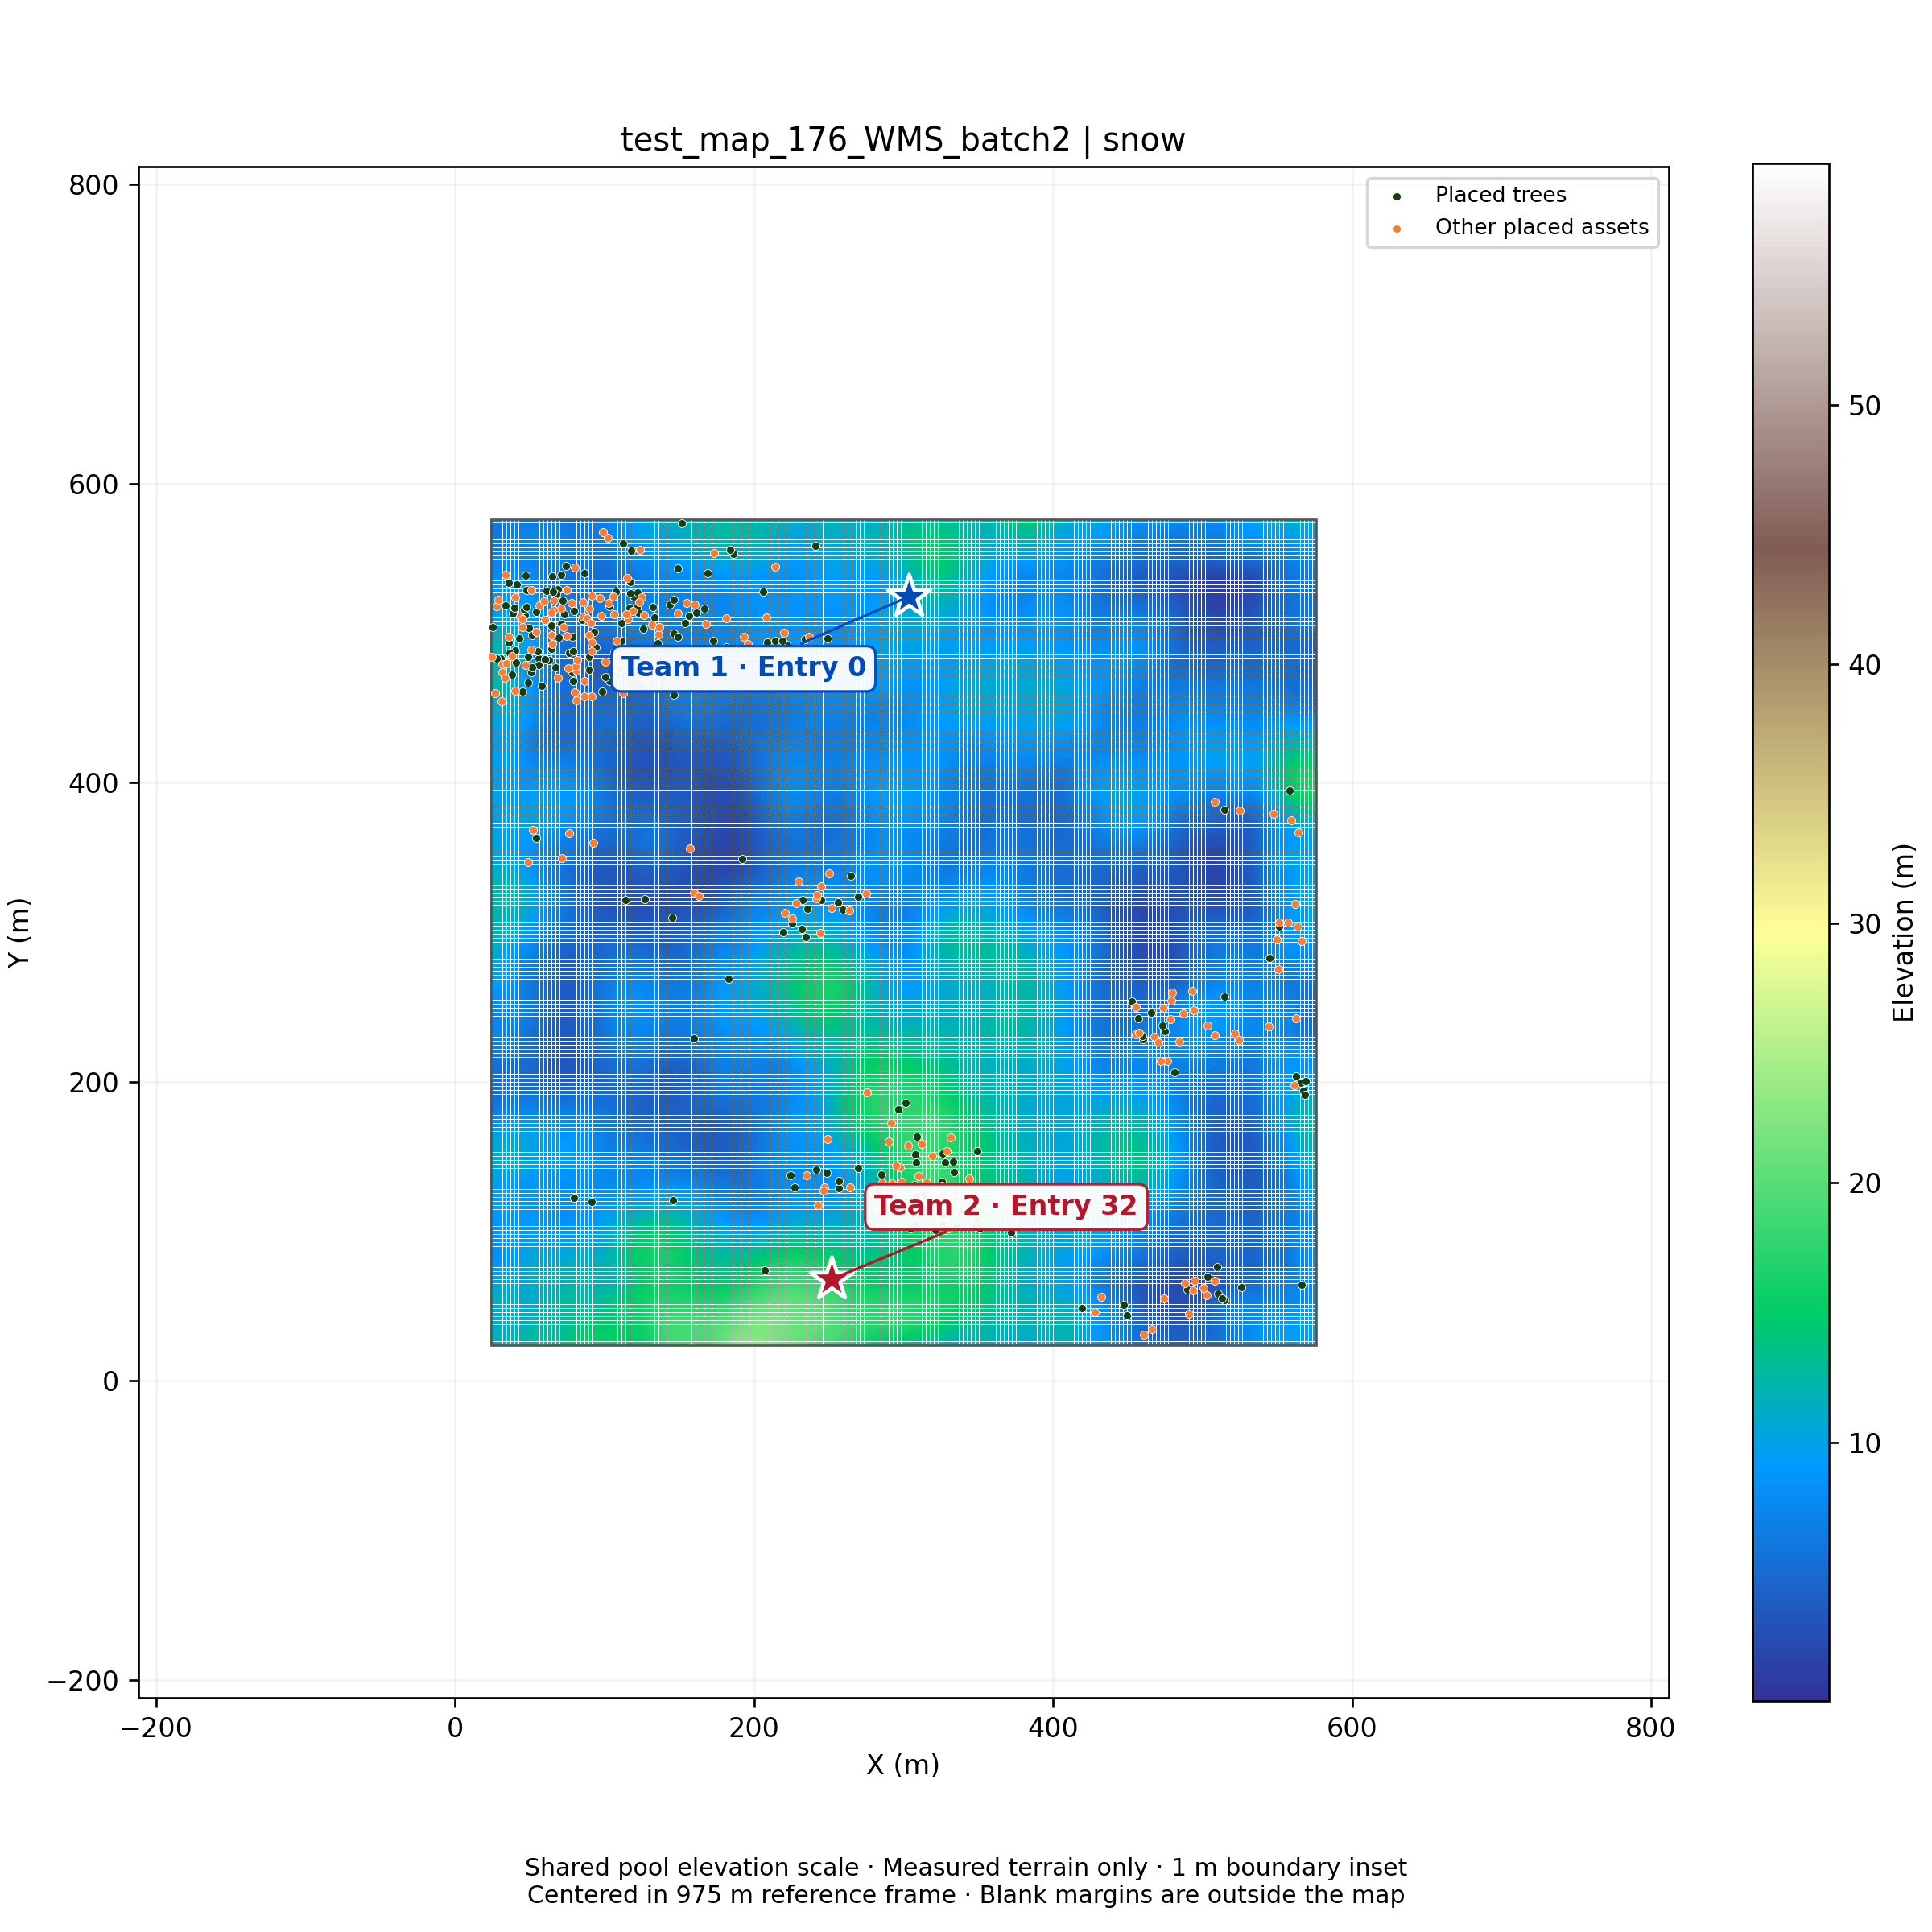 test_map_176_WMS_batch2 | snow
Placed trees
Other placed assets
800
600
400
200
0
−200
Y (m)
Team 1 · Entry 0
Team 2 · Entry 32
−200
0
200
400
600
800
X (m)
50
40
30
20
10
Elevation (m)
Shared pool elevation scale · Measured terrain only · 1 m boundary inset
Centered in 975 m reference frame · Blank margins are outside the map